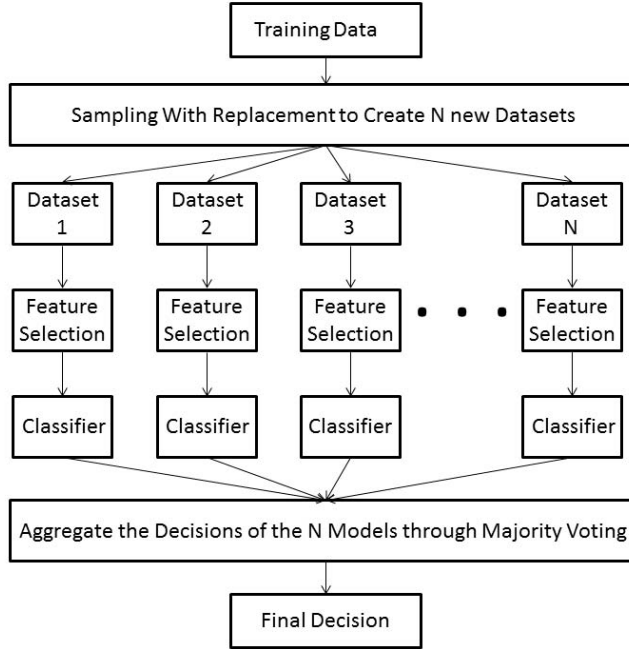 Training Data
Sampling With Replacement to Create N new Datasets
Dataset
1
Dataset
2
Dataset
3
Dataset
N
Feature
Selection
Feature
Selection
Feature
Selection
Feature
Selection
Classifier
Classifier
Classifier
Classifier
Aggregate the Decisions of the N Models through Majority Voting
Final Decision